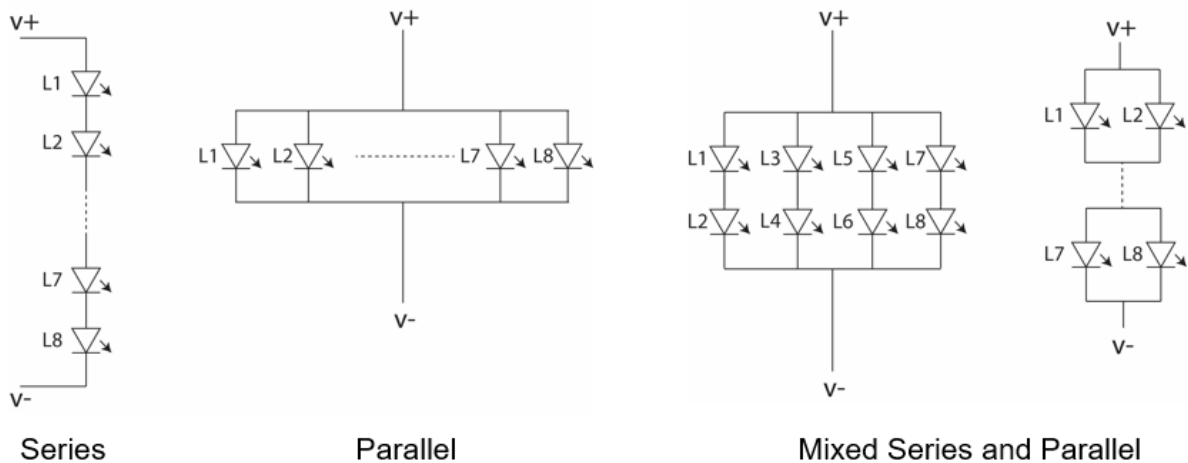 V+
L1
L2
L7
L8
V-
Series
V+
L1 L2 L7 L8
V-
Parallel
V+
L1 L3 L5 L7
L2 L4 L6 L8
V-
V+
L1 L2
L7 L8
V-
Mixed Series and Parallel